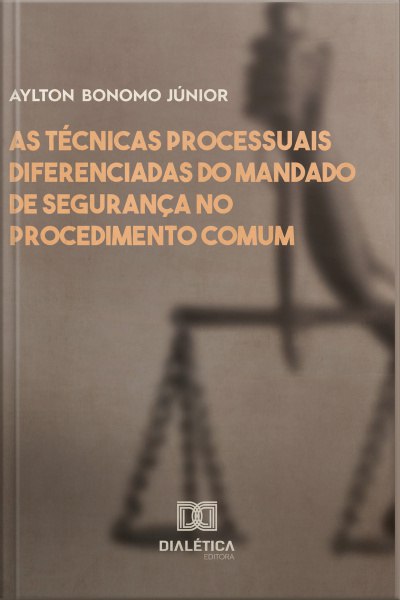 AYLTON BONOMO JÚNIOR
AS TÉCNICAS PROCESSUAIS
DIFERENCIADAS DO MANDADO
DE SEGURANÇA NO
PROCEDIMENTO COMUM
DIALÉTICA
EDITORA